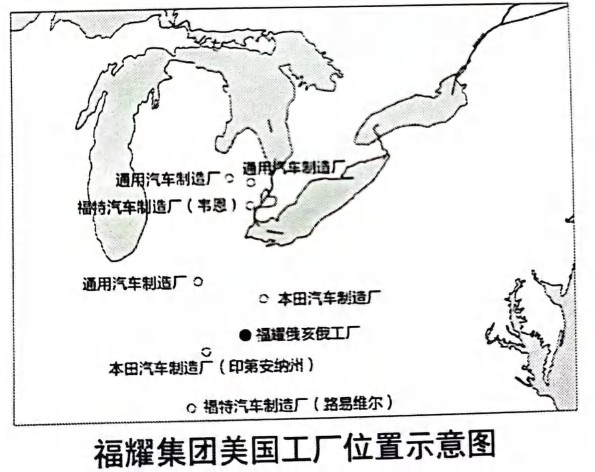 通用汽车制造厂
通用汽车制造厂
福特汽车制造厂（韦恩）
通用汽车制造厂
本田汽车制造厂
福耀俄亥俄工厂
本田汽车制造厂（印第安纳州）
福特汽车制造厂（路易维尔）
福耀集团美国工厂位置示意图